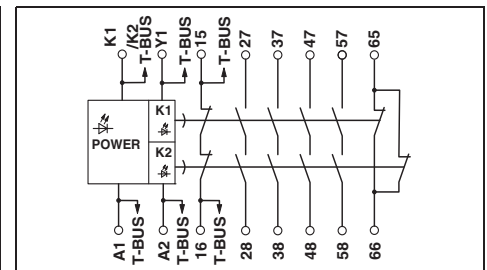 K1
/K2
T-BUS
Y1
T-BUS
15
T-BUS
27
37
47
57
65
K1
POWER
K2
A1
T-BUS
A2
T-BUS
16
T-BUS
28
38
48
58
66